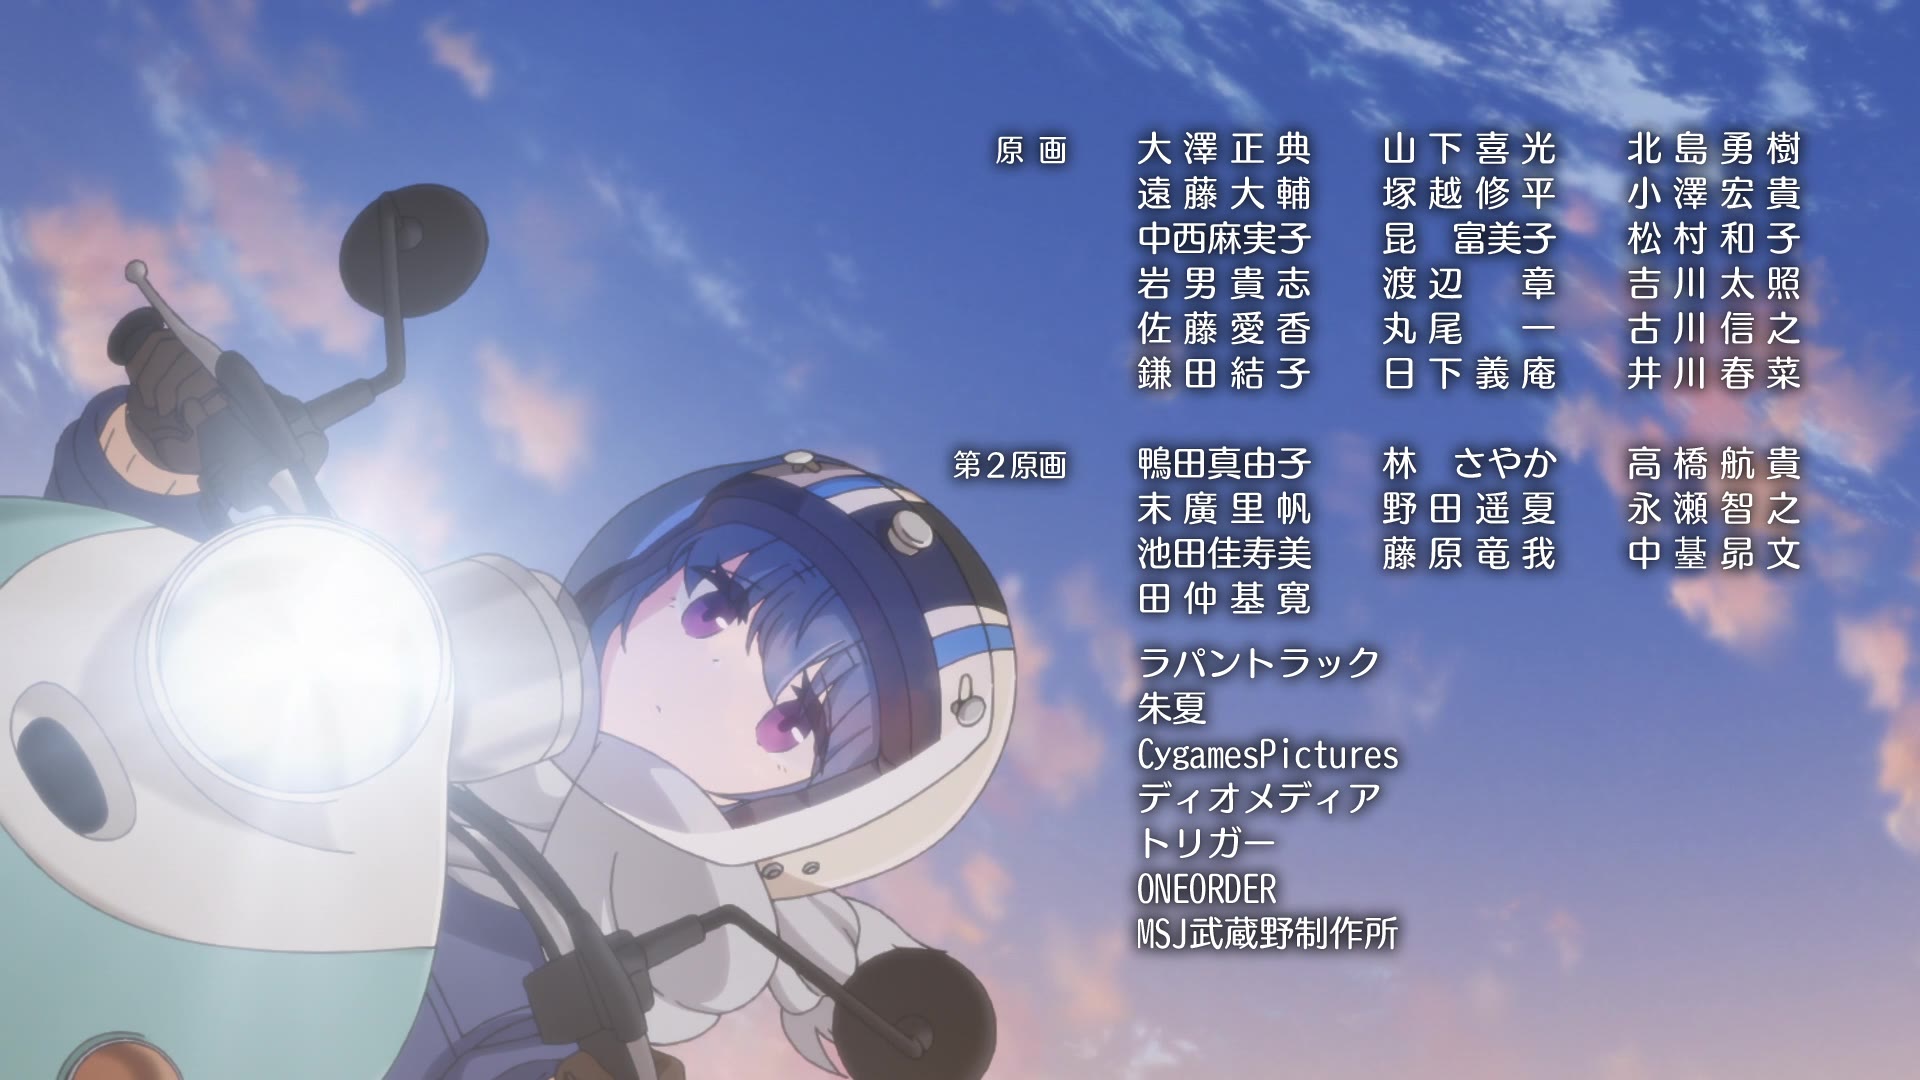 原画 大澤正典 山下喜光 北島勇樹
遠藤大輔 塚越修平 小澤宏貴
中西麻実子 昆 富美子 松村和子
岩男貴志 渡辺 章 吉川太照
佐藤愛香 丸尾 一 古川信之
鎌田結子 日下義庵 井川春菜
第2原画 鴨田真由子 林 さやか 高橋航貴
末廣里帆 野田遥夏 永瀬智之
池田佳寿美 藤原竜我 中墓昴文
田仲基寛
ラパントラック
朱夏
CygamesPictures
ディオメディア
トリガー
ONEORDER
MSJ武蔵野制作所